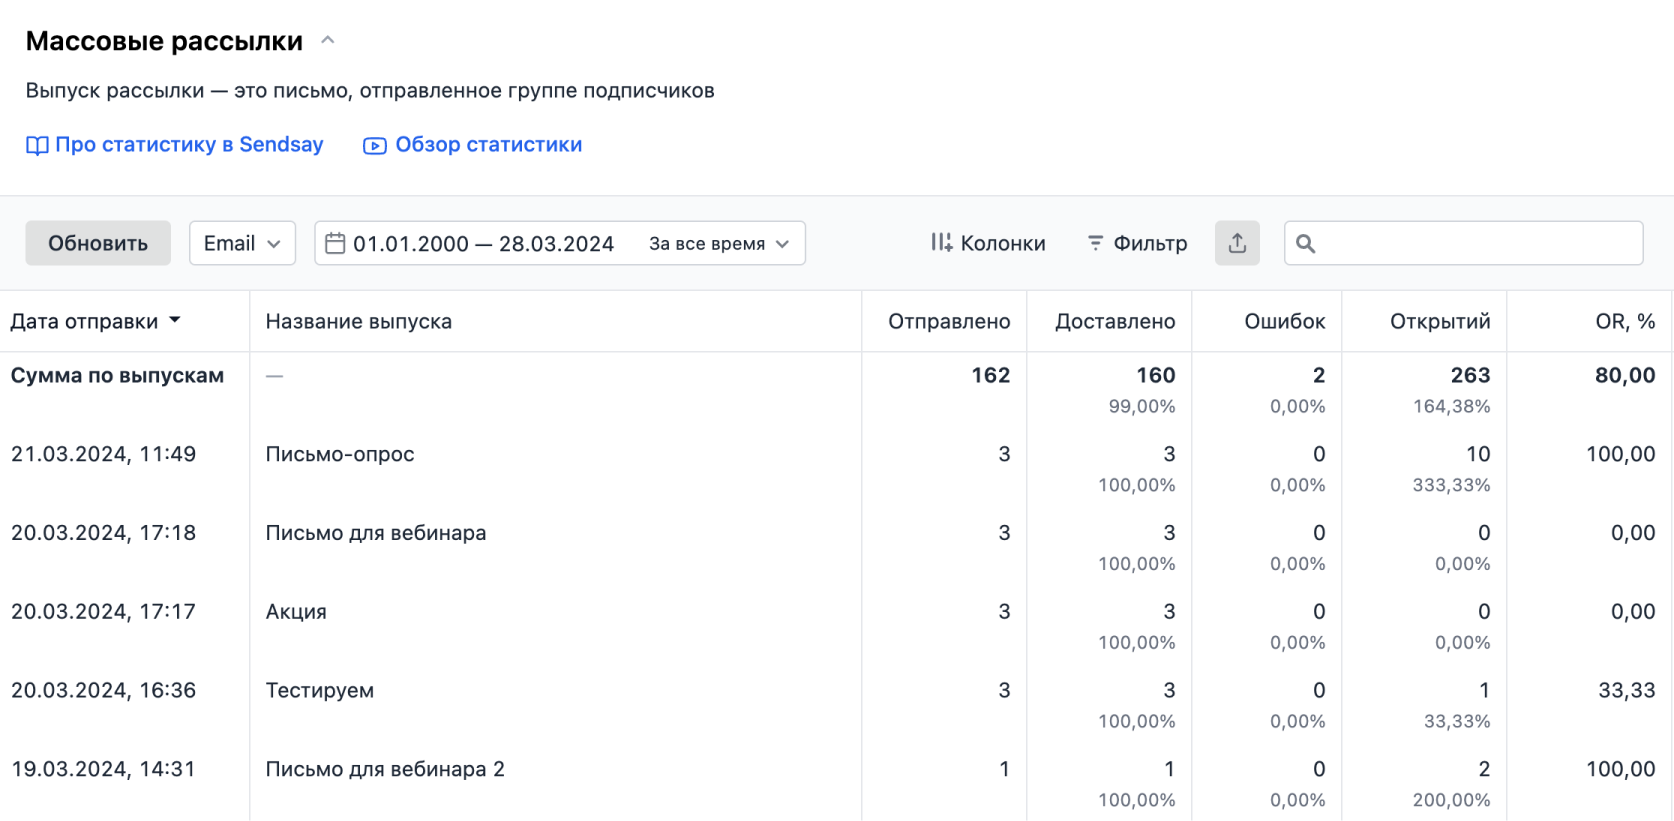 Массовые рассылки
Выпуск рассылки — это письмо, отправленное группе подписчиков
Про статистику в Sendsay Обзор статистики
Обновить Email 01.01.2000 — 28.03.2024 За все время Колонки Фильтр
Дата отправки Название выпуска Отправлено Доставлено Ошибок Открытий OR, %
Сумма по выпускам — 162 160 2 263 80,00
99,00% 0,00% 164,38%
21.03.2024, 11:49 Письмо-опрос 3 3 0 10 100,00
100,00% 0,00% 333,33%
20.03.2024, 17:18 Письмо для вебинара 3 3 0 0 0,00
100,00% 0,00% 0,00%
20.03.2024, 17:17 Акция 3 3 0 0 0,00
100,00% 0,00% 0,00%
20.03.2024, 16:36 Тестируем 3 3 0 1 33,33
100,00% 0,00% 33,33%
19.03.2024, 14:31 Письмо для вебинара 2 1 1 0 2 100,00
100,00% 0,00% 200,00%